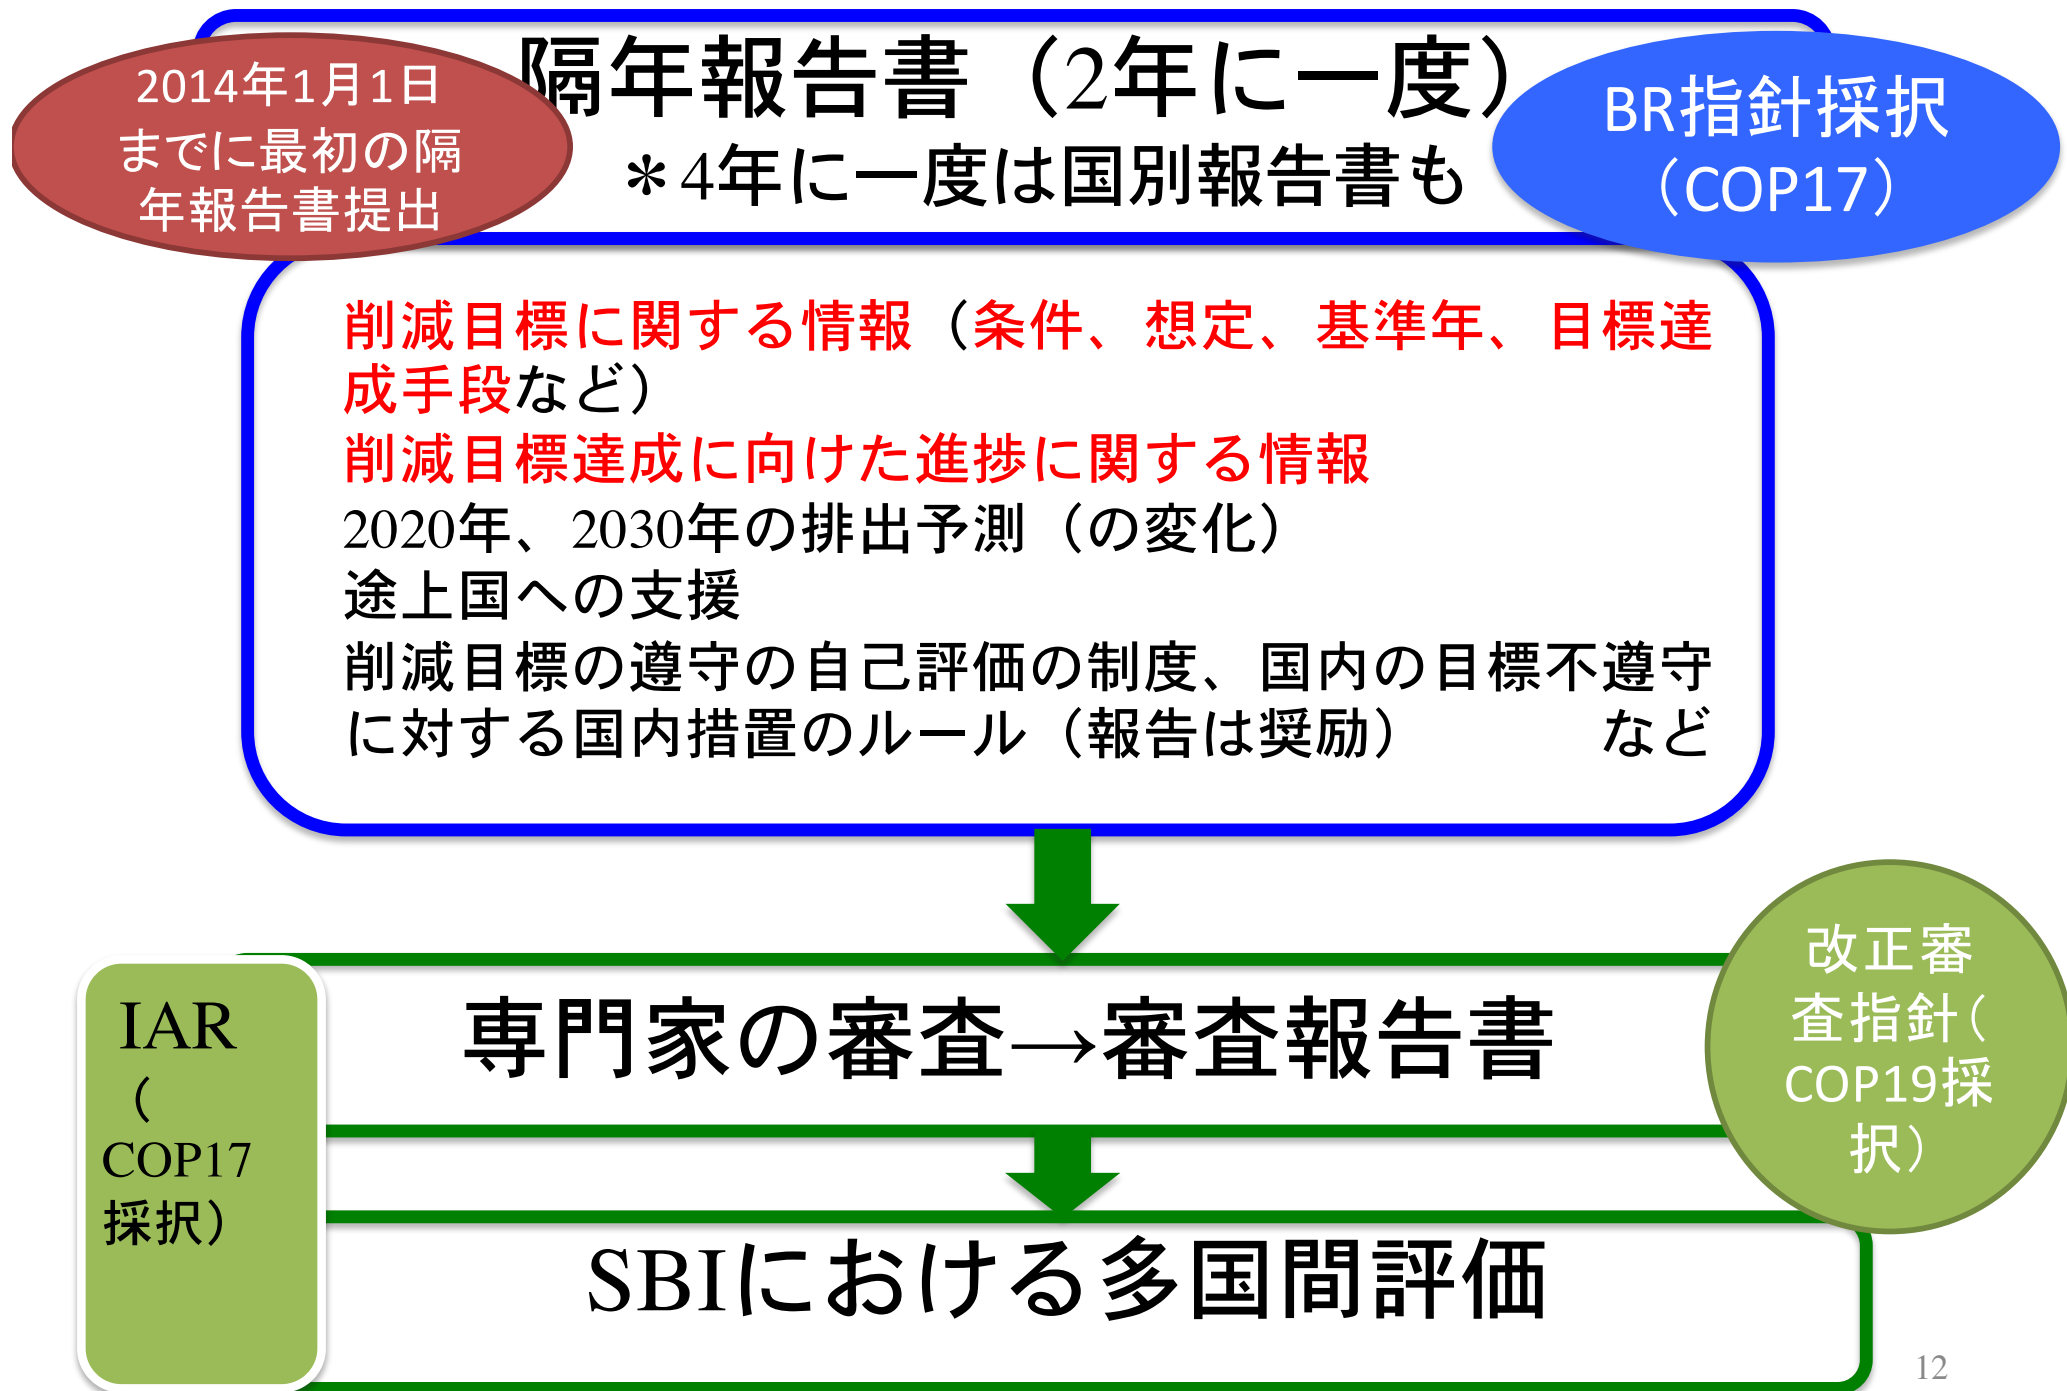 隔年報告書（2年に一度）
＊4年に一度は国別報告書も
2014年1月1日
までに最初の隔
年報告書提出
BR指針採択
（COP17）
削減目標に関する情報（条件、想定、基準年、目標達
成手段など）
削減目標達成に向けた進捗に関する情報
2020年、2030年の排出予測（の変化）
途上国への支援
削減目標の遵守の自己評価の制度、国内の目標不遵守
に対する国内措置のルール（報告は奨励）　　　など
改正審
査指針（
COP19採
択）
IAR
（
COP17
採択）
専門家の審査→審査報告書
SBIにおける多国間評価
12